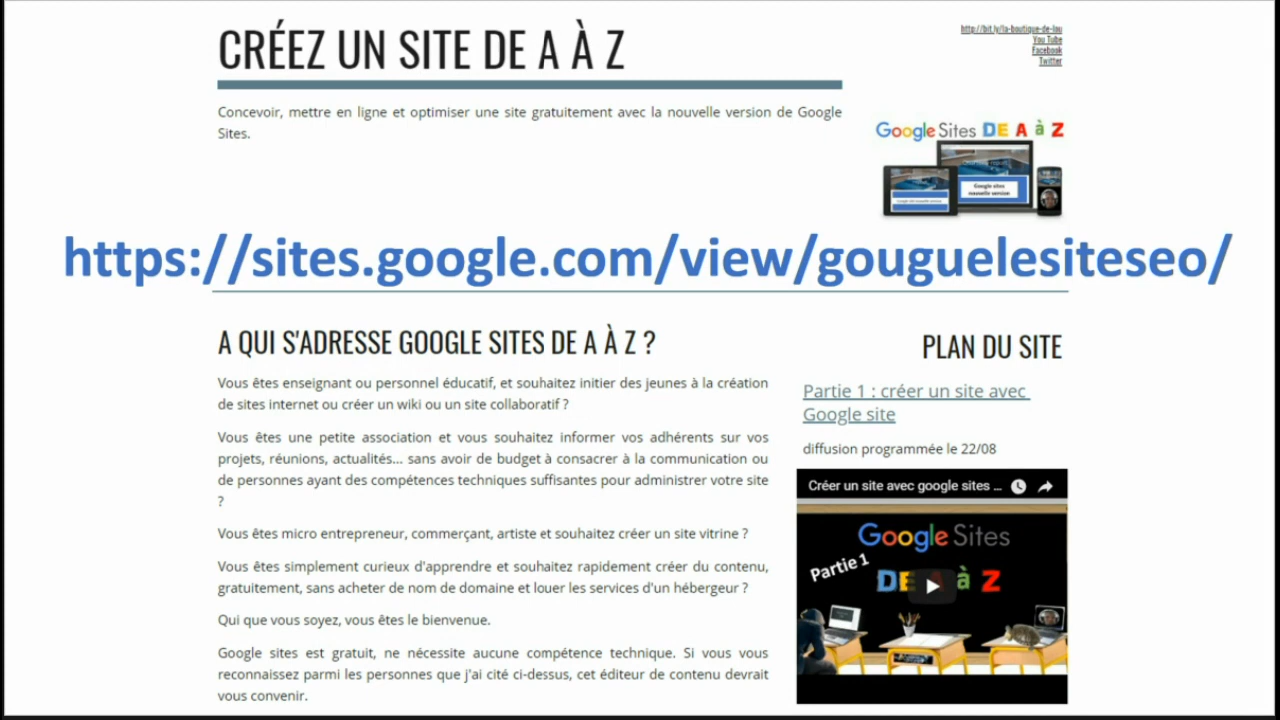 CRÉEZ UN SITE DE A À Z
http://bit.ly/la-boutique-de-lou
You Tube
Facebook
Twitter
Concevoir, mettre en ligne et optimiser une site gratuitement avec la nouvelle version de Google
Sites.
Google Sites DE A à Z
Google sites
nouvelle version
https://sites.google.com/view/gouguelesiteseo/
A QUI S'ADRESSE GOOGLE SITES DE A À Z ?
Vous êtes enseignant ou personnel éducatif, et souhaitez initier des jeunes à la création
de sites internet ou créer un wiki ou un site collaboratif ?
Vous êtes une petite association et vous souhaitez informer vos adhérents sur vos
projets, réunions, actualités... sans avoir de budget à consacrer à la communication ou
de personnes ayant des compétences techniques suffisantes pour administrer votre site
?
Vous êtes micro entrepreneur, commerçant, artiste et souhaitez créer un site vitrine ?
Vous êtes simplement curieux d'apprendre et souhaitez rapidement créer du contenu,
gratuitement, sans acheter de nom de domaine et louer les services d'un hébergeur ?
Qui que vous soyez, vous êtes le bienvenue.
Google sites est gratuit, ne nécessite aucune compétence technique. Si vous vous
reconnaissez parmi les personnes que j'ai cité ci-dessus, cet éditeur de contenu devrait
vous convenir.
PLAN DU SITE
Partie 1 : créer un site avec
Google site
diffusion programmée le 22/08
Créer un site avec google sites ...
Google Sites
Partie 1
DE A à Z